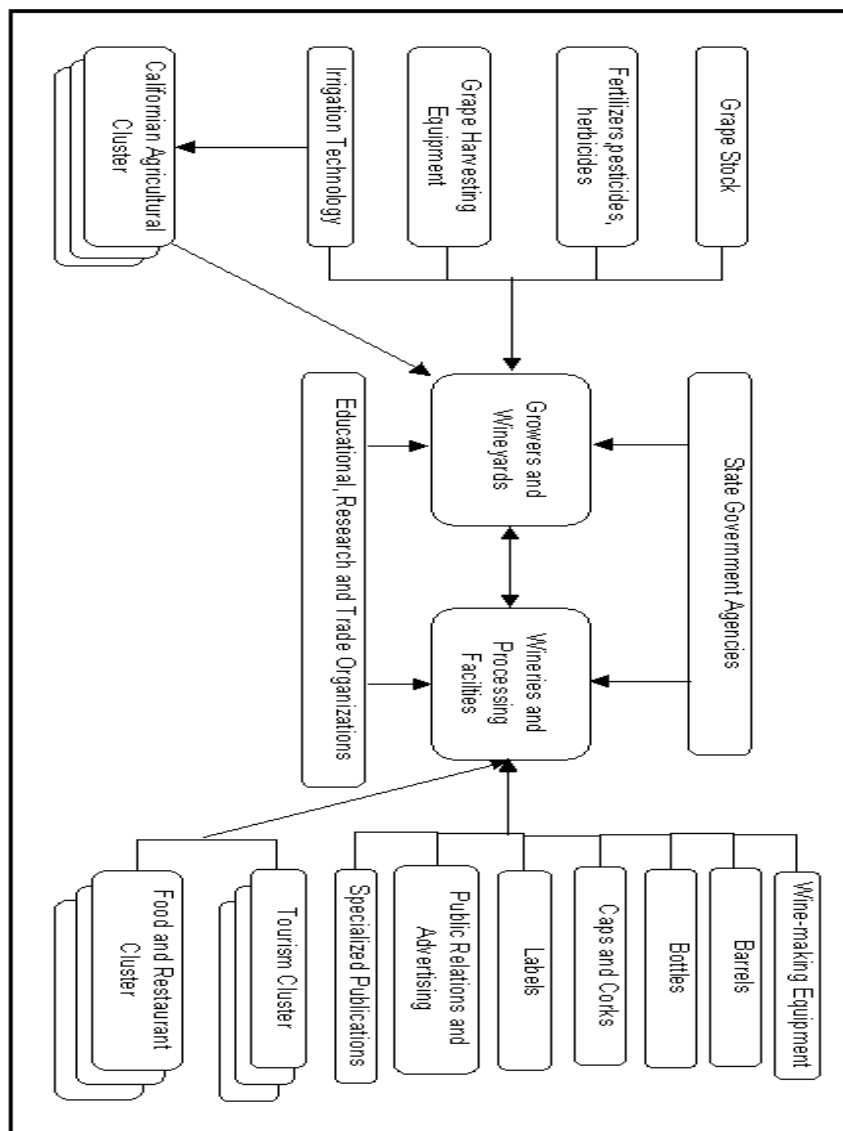 Grape Stock
Fertilizers,pesticides,
herbicides
Grape Harvesting
Equipment
Irrigation Technology
Californian Agricultural
Cluster
State Government Agencies
Growers and
Wineyards
Wineries and
Processing
Facilties
Educational, Research and Trade Organizations
Wine-making Equipment
Barrels
Bottles
Caps and Corks
Labels
Public Relations and
Advertising
Specialized Publications
Tourism Cluster
Food and Restaurant
Cluster